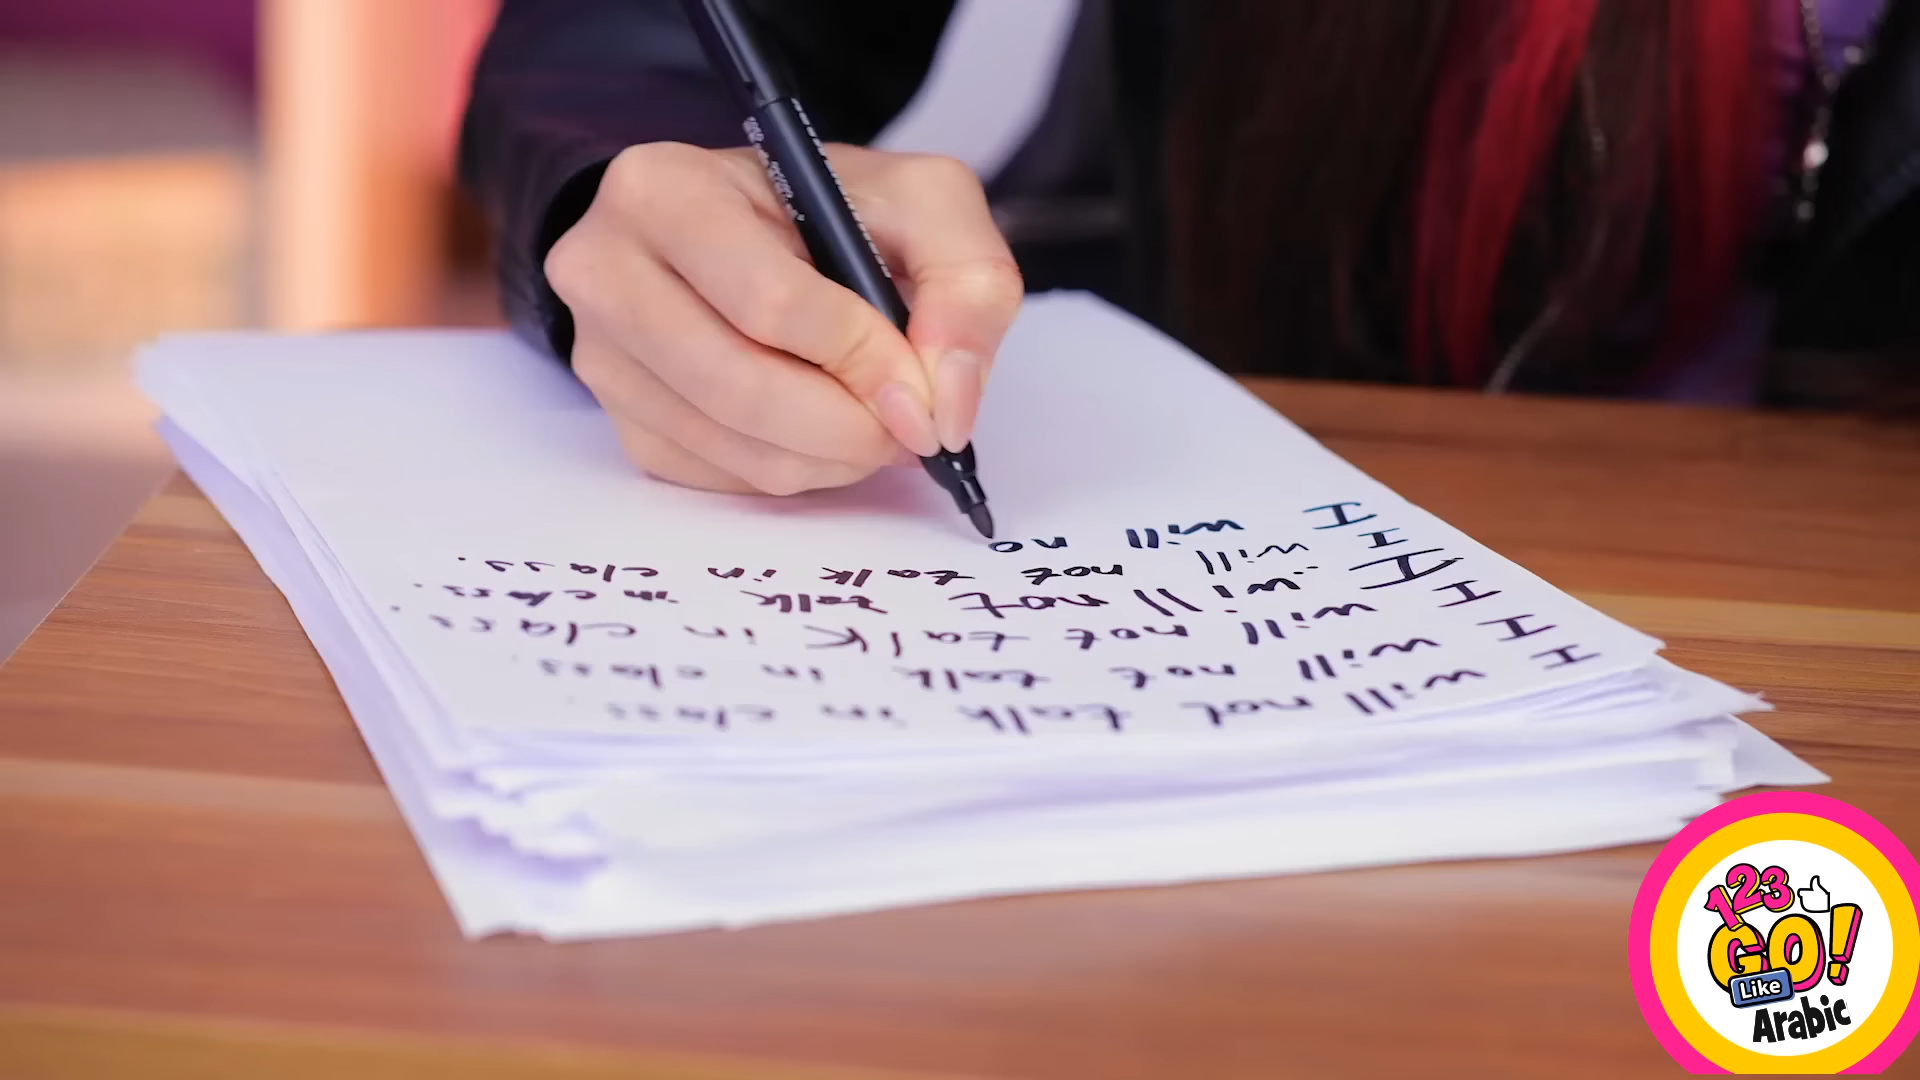 I will not talk in class.
I will not talk in class.
I will not talk in class.
I will not talk in class.
I will not talk in class.
I will no
123
GO!
Like
Arabic